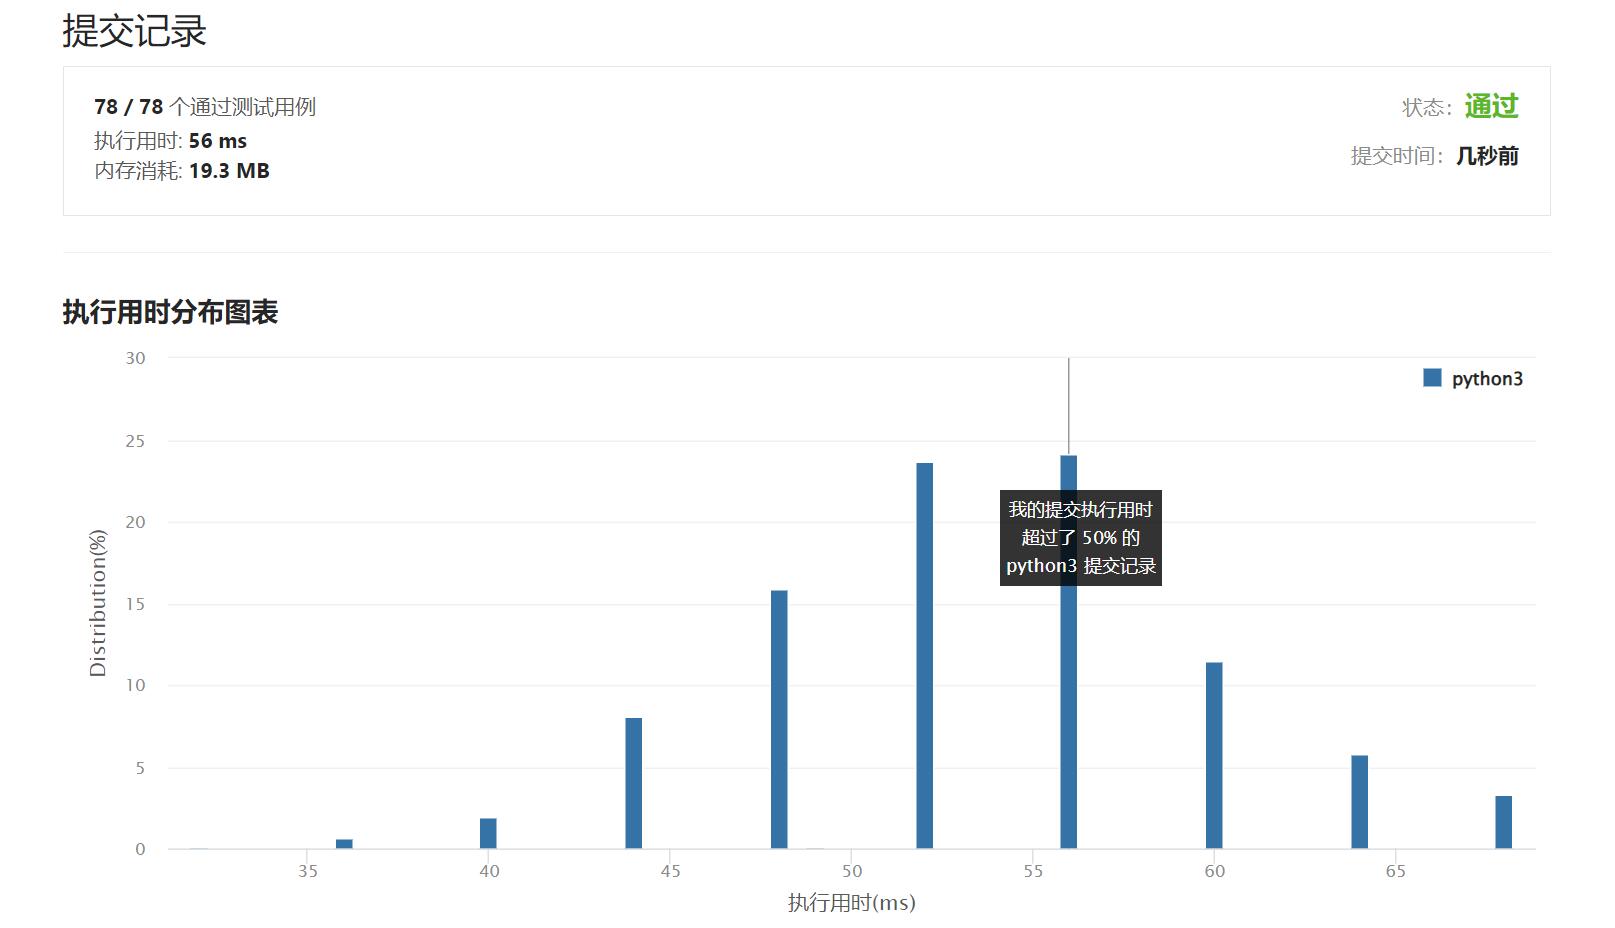 提交记录
78 / 78 个通过测试用例
状态：通过
执行用时: 56 ms
提交时间：几秒前
内存消耗: 19.3 MB
执行用时分布图表
30
python3
25
我的提交执行用时
超过了 50% 的
python3 提交记录
20
15
10
5
0
Distribution(%)
35
40
45
50
55
60
65
执行用时(ms)